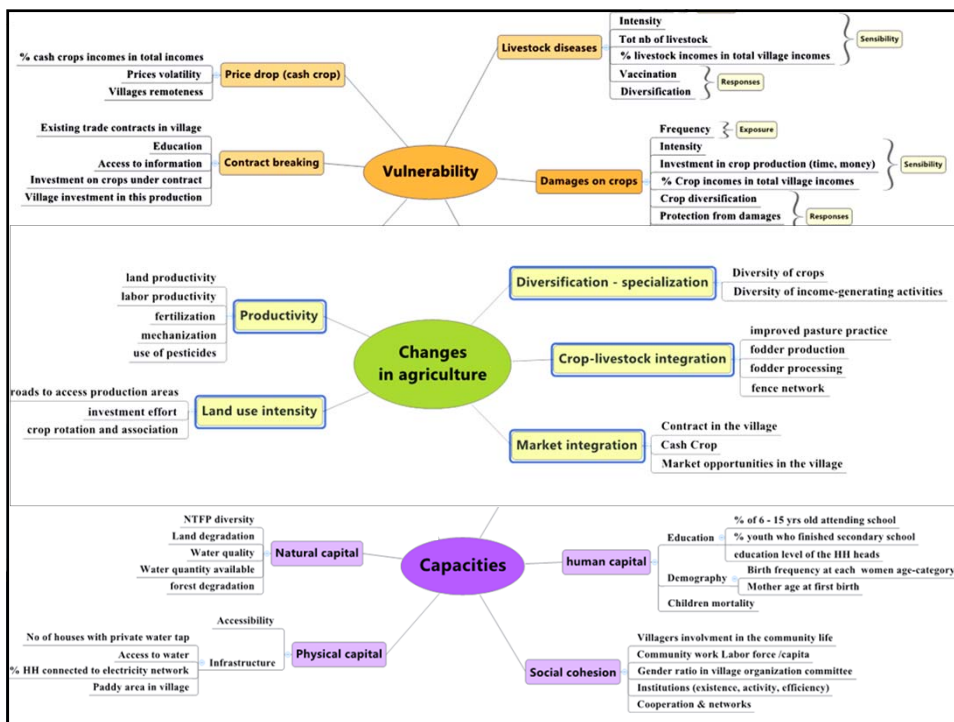 Intensity
Tot nb of livestock
% livestock incomes in total village incomes
Sensibility
Livestock diseases
Vaccination
Diversification
Responses
% cash crops incomes in total incomes
Prices volatility
Villages remoteness
Price drop (cash crop)
Existing trade contracts in village
Education
Access to information
Investment on crops under contract
Village investment in this production
Contract breaking
Vulnerability
Damages on crops
Frequency
Exposure
Intensity
Investment in crop production (time, money)
% Crop incomes in total village incomes
Sensibility
Crop diversification
Protection from damages
Responses
land productivity
labor productivity
fertilization
mechanization
use of pesticides
Productivity
roads to access production areas
investment effort
crop rotation and association
Land use intensity
Changes
in agriculture
Diversification - specialization
Diversity of crops
Diversity of income-generating activities
Crop-livestock integration
improved pasture practice
fodder production
fodder processing
fence network
Market integration
Contract in the village
Cash Crop
Market opportunities in the village
NTFP diversity
Land degradation
Water quality
Water quantity available
forest degradation
Natural capital
Accessibility
No of houses with private water tap
Access to water
% HH connected to electricity network
Paddy area in village
Infrastructure
Physical capital
Capacities
human capital
Education
% of 6 - 15 yrs old attending school
% youth who finished secondary school
education level of the HH heads
Demography
Birth frequency at each women age-category
Mother age at first birth
Children mortality
Social cohesion
Villagers involvment in the community life
Community work Labor force /capita
Gender ratio in village organization committee
Institutions (existence, activity, efficiency)
Cooperation & networks